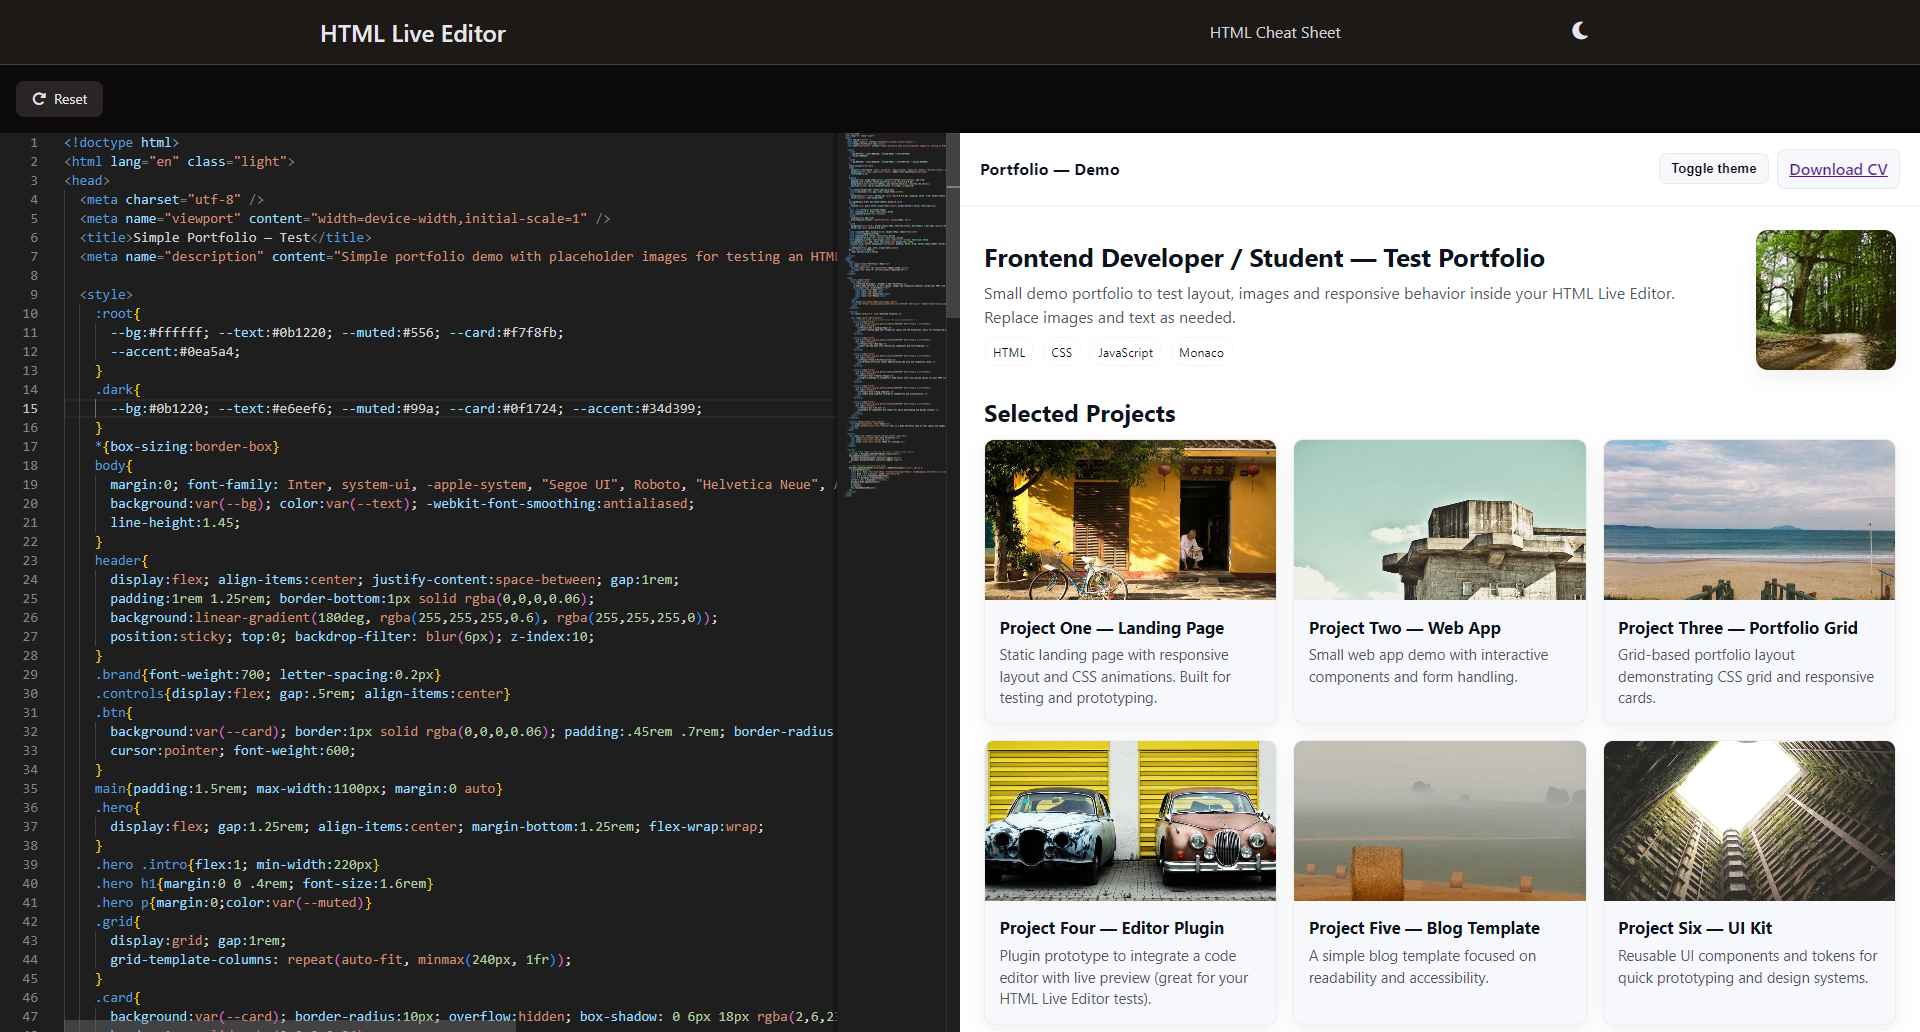 HTML Live Editor
HTML Cheat Sheet
Reset
1 <!doctype html>
2 <html lang="en" class="light">
3 <head>
4 <meta charset="utf-8" />
5 <meta name="viewport" content="width=device-width,initial-scale=1" />
6 <title>Simple Portfolio — Test</title>
7 <meta name="description" content="Simple portfolio demo with placeholder images for testing an HTML
8
9 <style>
10 :root{
11 --bg:#ffffff; --text:#0b1220; --muted:#556; --card:#f7f8fb;
12 --accent:#0ea5a4;
13 }
14 .dark{
15 --bg:#0b1220; --text:#e6eef6; --muted:#99a; --card:#0f1724; --accent:#34d399;
16 }
17 *{box-sizing:border-box}
18 body{
19 margin:0; font-family: Inter, system-ui, -apple-system, "Segoe UI", Roboto, "Helvetica Neue",
20 background:var(--bg); color:var(--text); -webkit-font-smoothing:antialiased;
21 line-height:1.45;
22 }
23 header{
24 display:flex; align-items:center; justify-content:space-between; gap:1rem;
25 padding:1rem 1.25rem; border-bottom:1px solid rgba(0,0,0,0.06);
26 background:linear-gradient(180deg, rgba(255,255,255,0.6), rgba(255,255,255,0));
27 position:sticky; top:0; backdrop-filter: blur(6px); z-index:10;
28 }
29 .brand{font-weight:700; letter-spacing:0.2px}
30 .controls{display:flex; gap:.5rem; align-items:center}
31 .btn{
32 background:var(--card); border:1px solid rgba(0,0,0,0.06); padding:.45rem .7rem; border-radius
33 cursor:pointer; font-weight:600;
34 }
35 main{padding:1.5rem; max-width:1100px; margin:0 auto}
36 .hero{
37 display:flex; gap:1.25rem; align-items:center; margin-bottom:1.25rem; flex-wrap:wrap;
38 }
39 .hero .intro{flex:1; min-width:220px}
40 .hero h1{margin:0 0 .4rem; font-size:1.6rem}
41 .hero p{margin:0;color:var(--muted)}
42 .grid{
43 display:grid; gap:1rem;
44 grid-template-columns: repeat(auto-fit, minmax(240px, 1fr));
45 }
46 .card{
47 background:var(--card); border-radius:10px; overflow:hidden; box-shadow: 0 6px 18px rgba(2,6,23
Portfolio — Demo
Toggle theme
Download CV
Frontend Developer / Student — Test Portfolio
Small demo portfolio to test layout, images and responsive behavior inside your HTML Live Editor.
Replace images and text as needed.
HTML CSS JavaScript Monaco
Selected Projects
Project One — Landing Page
Static landing page with responsive
layout and CSS animations. Built for
testing and prototyping.
Project Two — Web App
Small web app demo with interactive
components and form handling.
Project Three — Portfolio Grid
Grid-based portfolio layout
demonstrating CSS grid and responsive
cards.
Project Four — Editor Plugin
Plugin prototype to integrate a code
editor with live preview (great for your
HTML Live Editor tests).
Project Five — Blog Template
A simple blog template focused on
readability and accessibility.
Project Six — UI Kit
Reusable UI components and tokens for
quick prototyping and design systems.